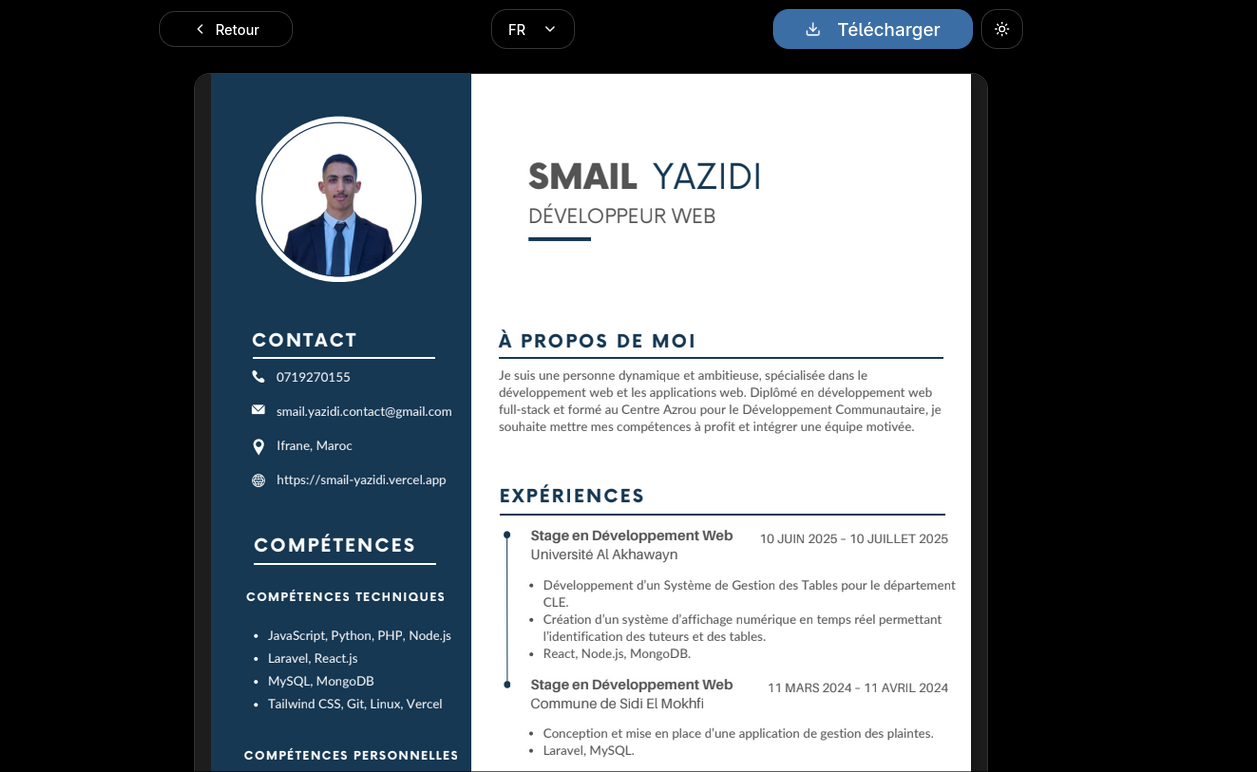 Retour
FR
Télécharger
SMAIL YAZIDI
DÉVELOPPEUR WEB
CONTACT
0719270155
smail.yazidi.contact@gmail.com
Ifrane, Maroc
https://smail-yazidi.vercel.app
COMPÉTENCES
COMPÉTENCES TECHNIQUES
• JavaScript, Python, PHP, Node.js
• Laravel, React.js
• MySQL, MongoDB
• Tailwind CSS, Git, Linux, Vercel
COMPÉTENCES PERSONNELLES
À PROPOS DE MOI
Je suis une personne dynamique et ambitieuse, spécialisée dans le
développement web et les applications web. Diplômé en développement web
full-stack et formé au Centre Azrou pour le Développement Communautaire, je
souhaite mettre mes compétences à profit et intégrer une équipe motivée.
EXPÉRIENCES
Stage en Développement Web 10 JUIN 2025 - 10 JUILLET 2025
Université Al Akhawayn
• Développement d'un Système de Gestion des Tables pour le département
CLE.
• Création d'un système d'affichage numérique en temps réel permettant
l'identification des tuteurs et des tables.
• React, Node.js, MongoDB.
Stage en Développement Web 11 MARS 2024 - 11 AVRIL 2024
Commune de Sidi El Mokhfi
• Conception et mise en place d'une application de gestion des plaintes.
• Laravel, MySQL.